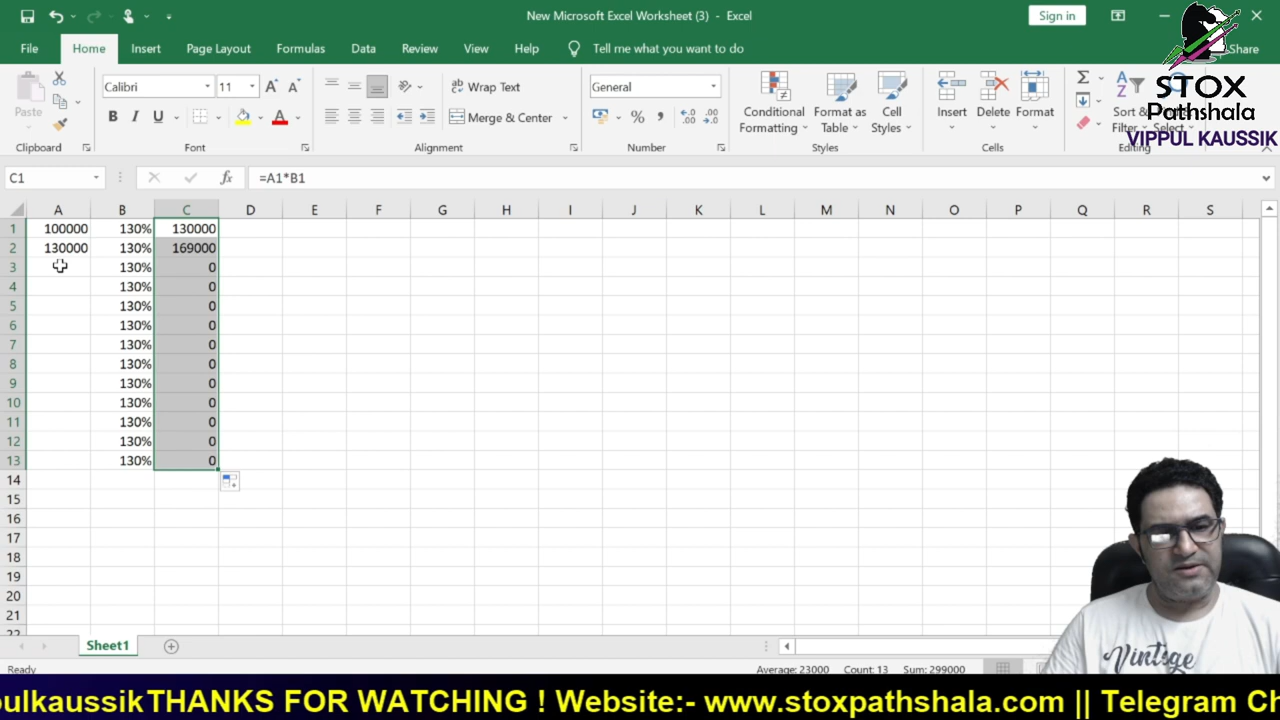 New Microsoft Excel Worksheet (3) - Excel
Sign in
File Home Insert Page Layout Formulas Data Review View Help Tell me what you want to do Share
STOX
Pathshala
VIPPUL KAUSSIK
Paste
Calibri 11
Wrap Text
General
Conditional Formatting
Format as Table
Cell Styles
Insert Delete Format
Sort &
Filter Select
B I U A
Merge & Center
% ,
Clipboard Font Alignment Number Styles Cells Editing
C1 fx =A1*B1
A B C D E F G H I J K L M N O P Q R S
1 100000 130% 130000
2 130000 130% 169000
3 130% 0
4 130% 0
5 130% 0
6 130% 0
7 130% 0
8 130% 0
9 130% 0
10 130% 0
11 130% 0
12 130% 0
13 130% 0
14
15
16
17
18
19
20
21
22
Vintage
Sheet1
Ready Average: 23000 Count: 13 Sum: 299000
pulkaussik THANKS FOR WATCHING ! Website:- www.stoxpathshala.com || Telegram Ch